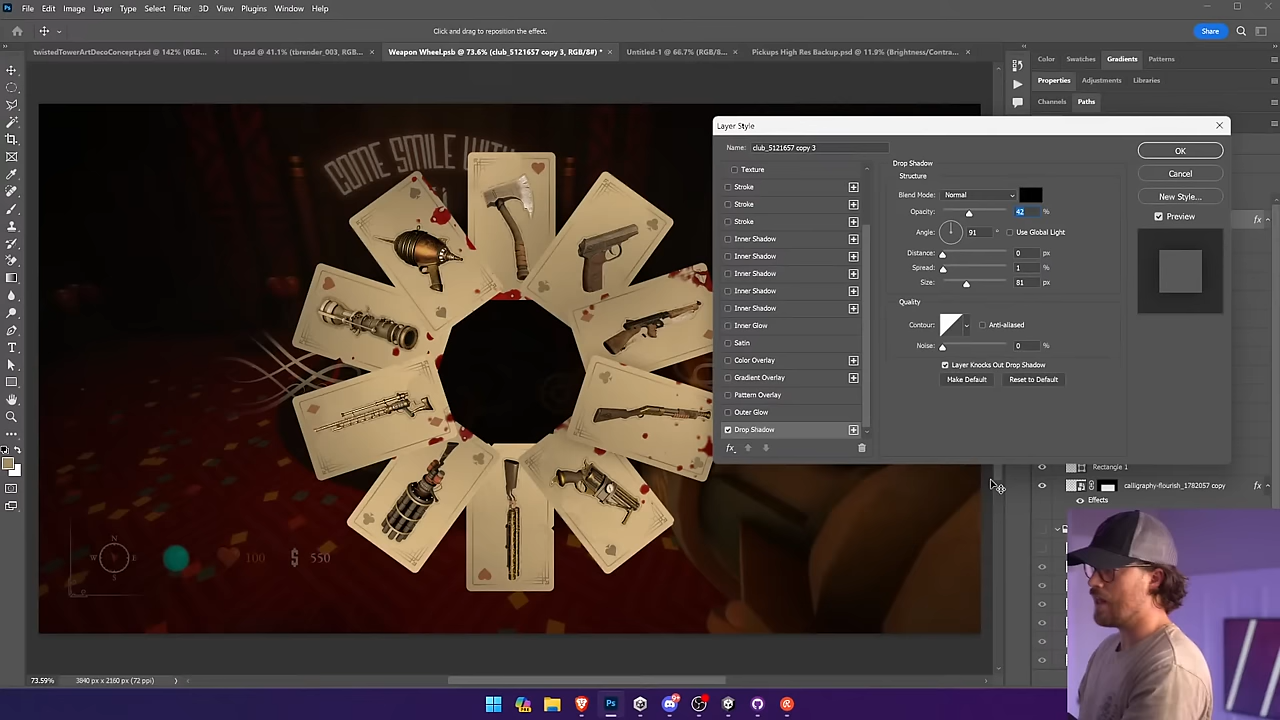 File Edit Image Layer Type Select Filter 3D View Plugins Window Help
Click and drag to reposition the effect.
Share
twistedTowerArtDecoConcept.psd @ 142% (RGB... ×
UI.psd @ 41.1% (tbrender_003, RGB/... ×
Weapon Wheel.psb @ 73.6% (club_5121657 copy 3, RGB/8#) * ×
Untitled-1 @ 66.7% (RGB/8... ×
Pickups High Res Backup.psd @ 11.9% (Brightness/Contra... ×
Color Swatches Gradients Patterns
Properties Adjustments Libraries
Channels Paths
COME SMILE WITH
N
W E
S
100
$ 550
Layer Style
Name: club_5121657 copy 3
Texture
Stroke
Stroke
Stroke
Inner Shadow
Inner Shadow
Inner Shadow
Inner Shadow
Inner Shadow
Inner Glow
Satin
Color Overlay
Gradient Overlay
Pattern Overlay
Outer Glow
Drop Shadow
fx
Drop Shadow
Structure
Blend Mode: Normal
Opacity: 42 %
Angle: 91 ° Use Global Light
Distance: 0 px
Spread: 1 %
Size: 81 px
Quality
Contour: Anti-aliased
Noise: 0 %
Layer Knocks Out Drop Shadow
Make Default Reset to Default
OK
Cancel
New Style...
Preview
fx
Rectangle 1
calligraphy-flourish_1782057 copy fx
Effects
73.59% 3840 px x 2160 px (72 ppi)